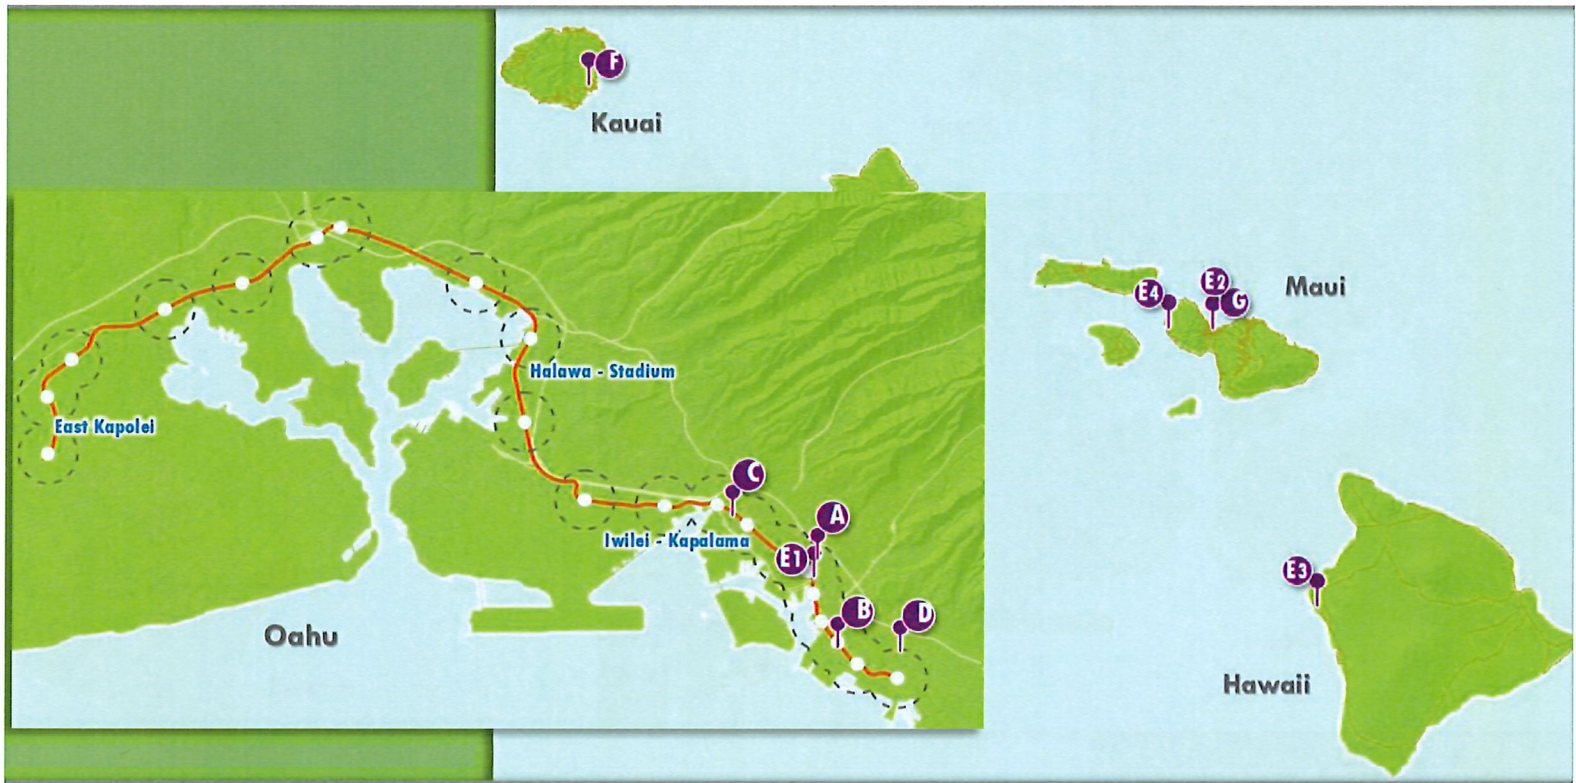 F
Kauai
E2
E4
G
Maui
Halawa - Stadium
East Kapolei
C
A
Iwilei - Kapalama
E1
E3
B
D
Oahu
Hawaii